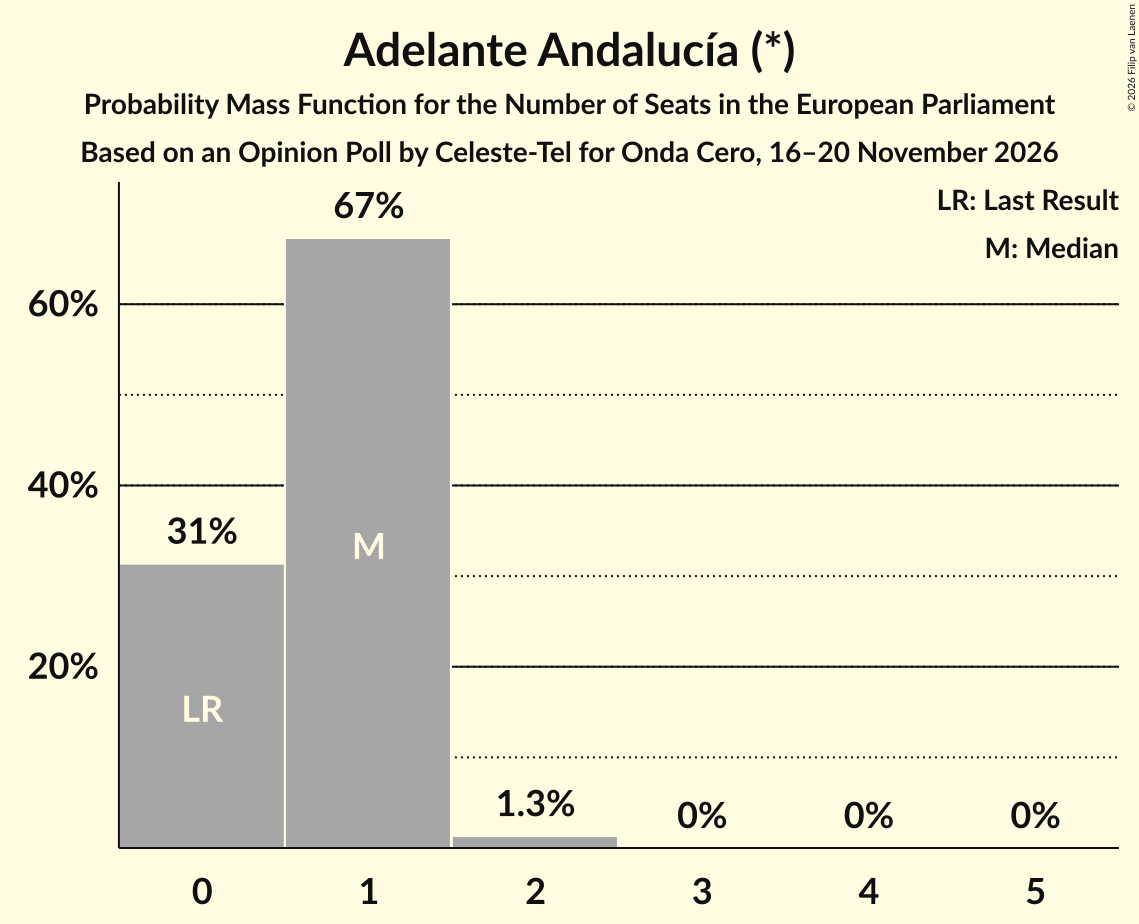 Adelante Andalucía (*)
Probability Mass Function for the Number of Seats in the European Parliament
Based on an Opinion Poll by Celeste-Tel for Onda Cero, 16–20 November 2026
© 2026 Filip van Laenen
LR: Last Result
M: Median
67%
60%
40%
31%
M
20%
LR
1.3%
0%
0%
0%
0
1
2
3
4
5